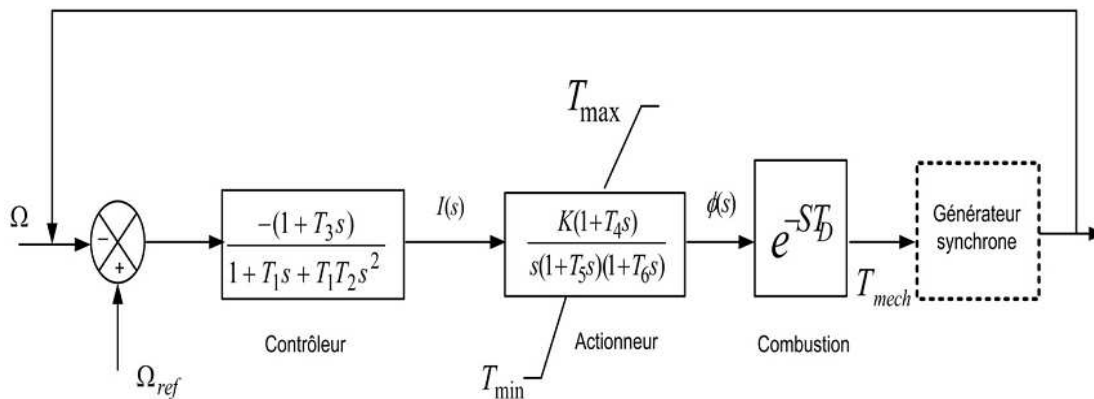 T_max
Ω
−
+
Ω_ref
-(1+T_3 s)
1+T_1 s+T_1 T_2 s^2
Contrôleur
I(s)
K(1+T_4 s)
s(1+T_5 s)(1+T_6 s)
Actionneur
T_min
ϕ(s)
e^{-ST_D}
Combustion
T_mech
Générateur
synchrone